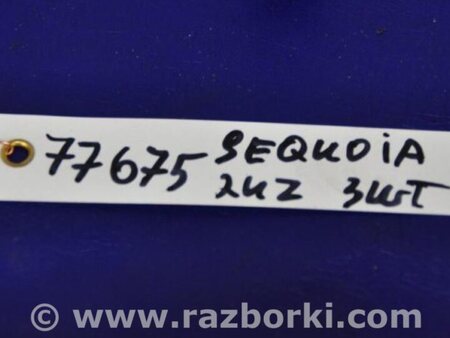 77675 SEQUOIA
2UZ 3шт
© www.razborki.com